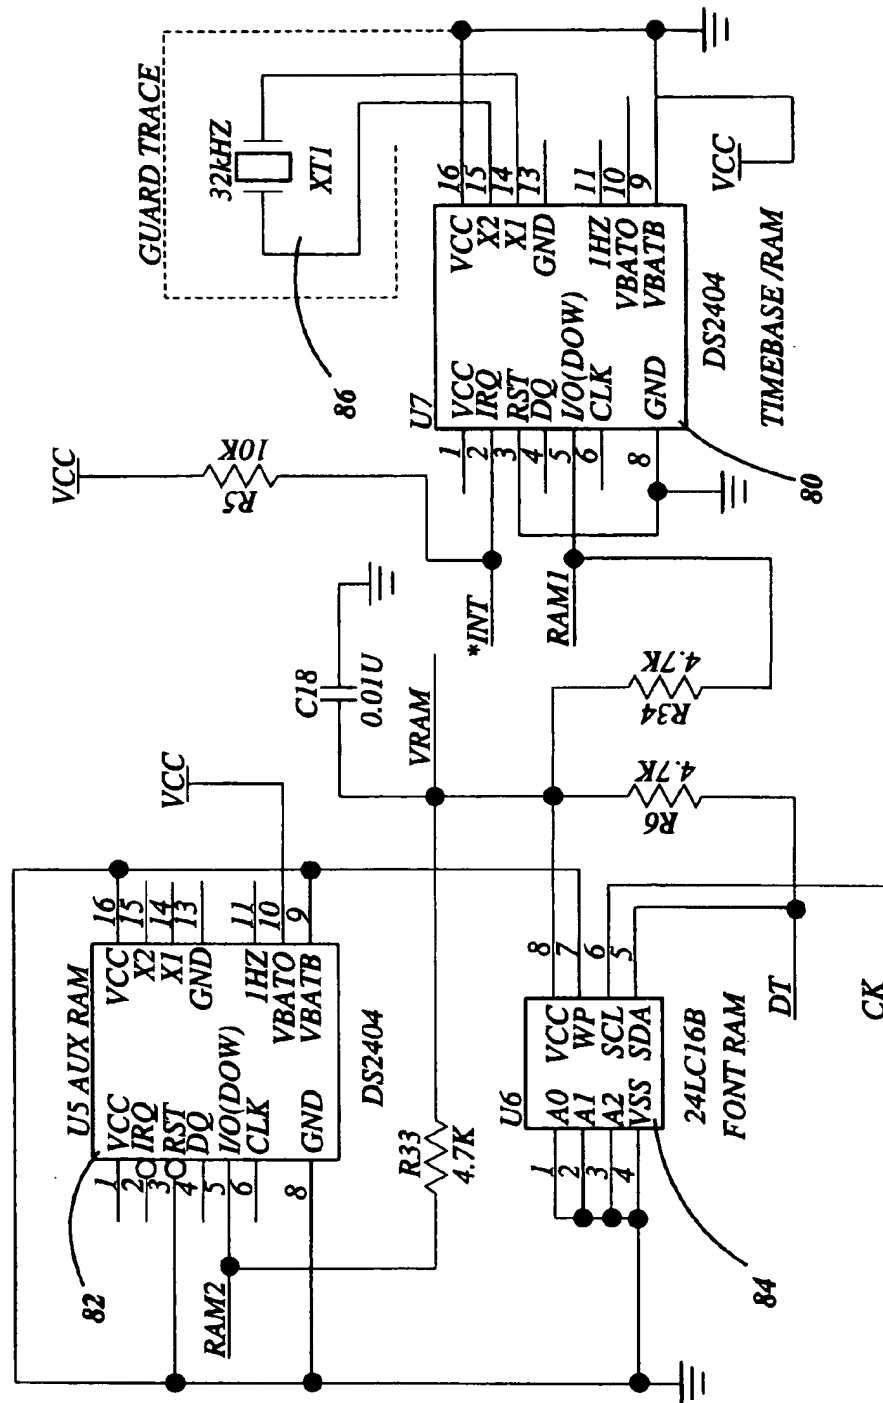 GUARD TRACE
32kHZ
XT1
86
VCC
R5
10K
U7
VCC
IRQ
RST
DQ
I/O(DOW)
CLK
GND
1
2
3
4
5
6
8
VCC
X2
X1
GND
1HZ
VBATO
VBATB
16
15
14
13
11
10
9
VCC
DS2404
TIMEBASE/RAM
80
*INT
RAM1
C18
0.01U
VRAM
R34
4.7K
R6
4.7K
VCC
U5 AUX RAM
VCC
IRQ
RST
DQ
I/O(DOW)
CLK
GND
1
2
3
4
5
6
8
VCC
X2
X1
GND
1HZ
VBATO
VBATB
16
15
14
13
11
10
9
DS2404
82
RAM2
R33
4.7K
U6
A0
A1
A2
VSS
1
2
3
4
VCC
WP
SCL
SDA
8
7
6
5
24LC16B
FONT RAM
84
DT
CK